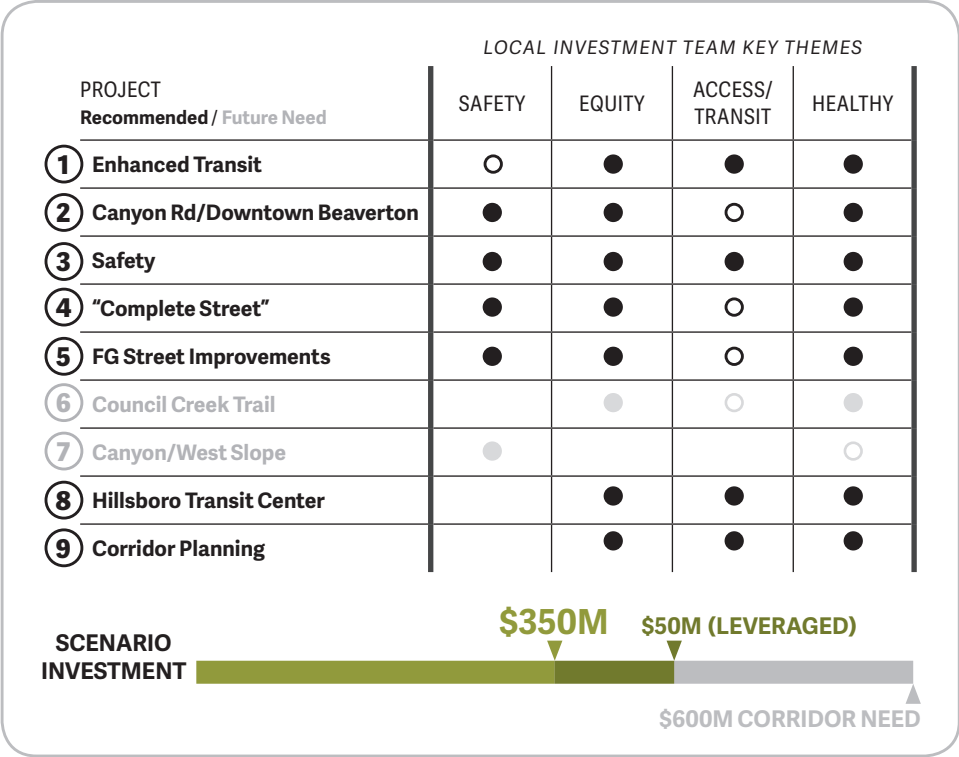 LOCAL INVESTMENT TEAM KEY THEMES
PROJECT
Recommended / Future Need
SAFETY
EQUITY
ACCESS/
TRANSIT
HEALTHY
1 Enhanced Transit
2 Canyon Rd/Downtown Beaverton
3 Safety
4 “Complete Street”
5 FG Street Improvements
6 Council Creek Trail
7 Canyon/West Slope
8 Hillsboro Transit Center
9 Corridor Planning
SCENARIO
INVESTMENT
$350M
$50M (LEVERAGED)
$600M CORRIDOR NEED